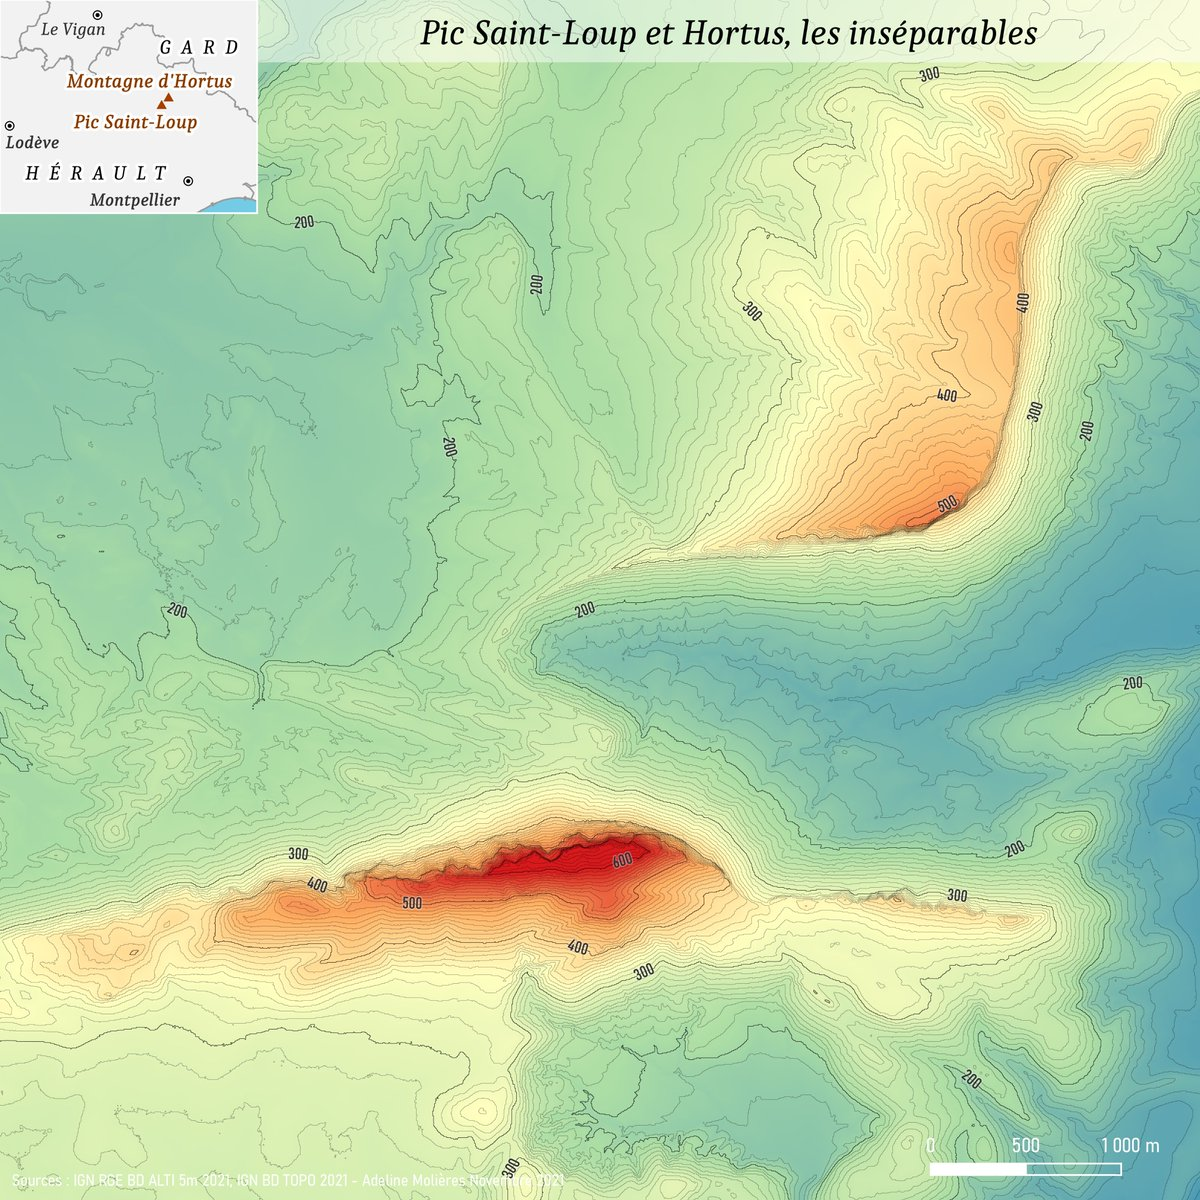 Pic Saint-Loup et Hortus, les inséparables
Le Vigan
GARD
Montagne d'Hortus
Pic Saint-Loup
Lodève
HÉRAULT
Montpellier
300
200
200
300
400
400
300
200
200
500
200
200
200
300
400
500
600
200
300
400
300
200
300
0 500 1 000 m
Sources : IGN RGE BD ALTI 5m 2021, IGN BD TOPO 2021 - Adeline Molières Novembre 2021